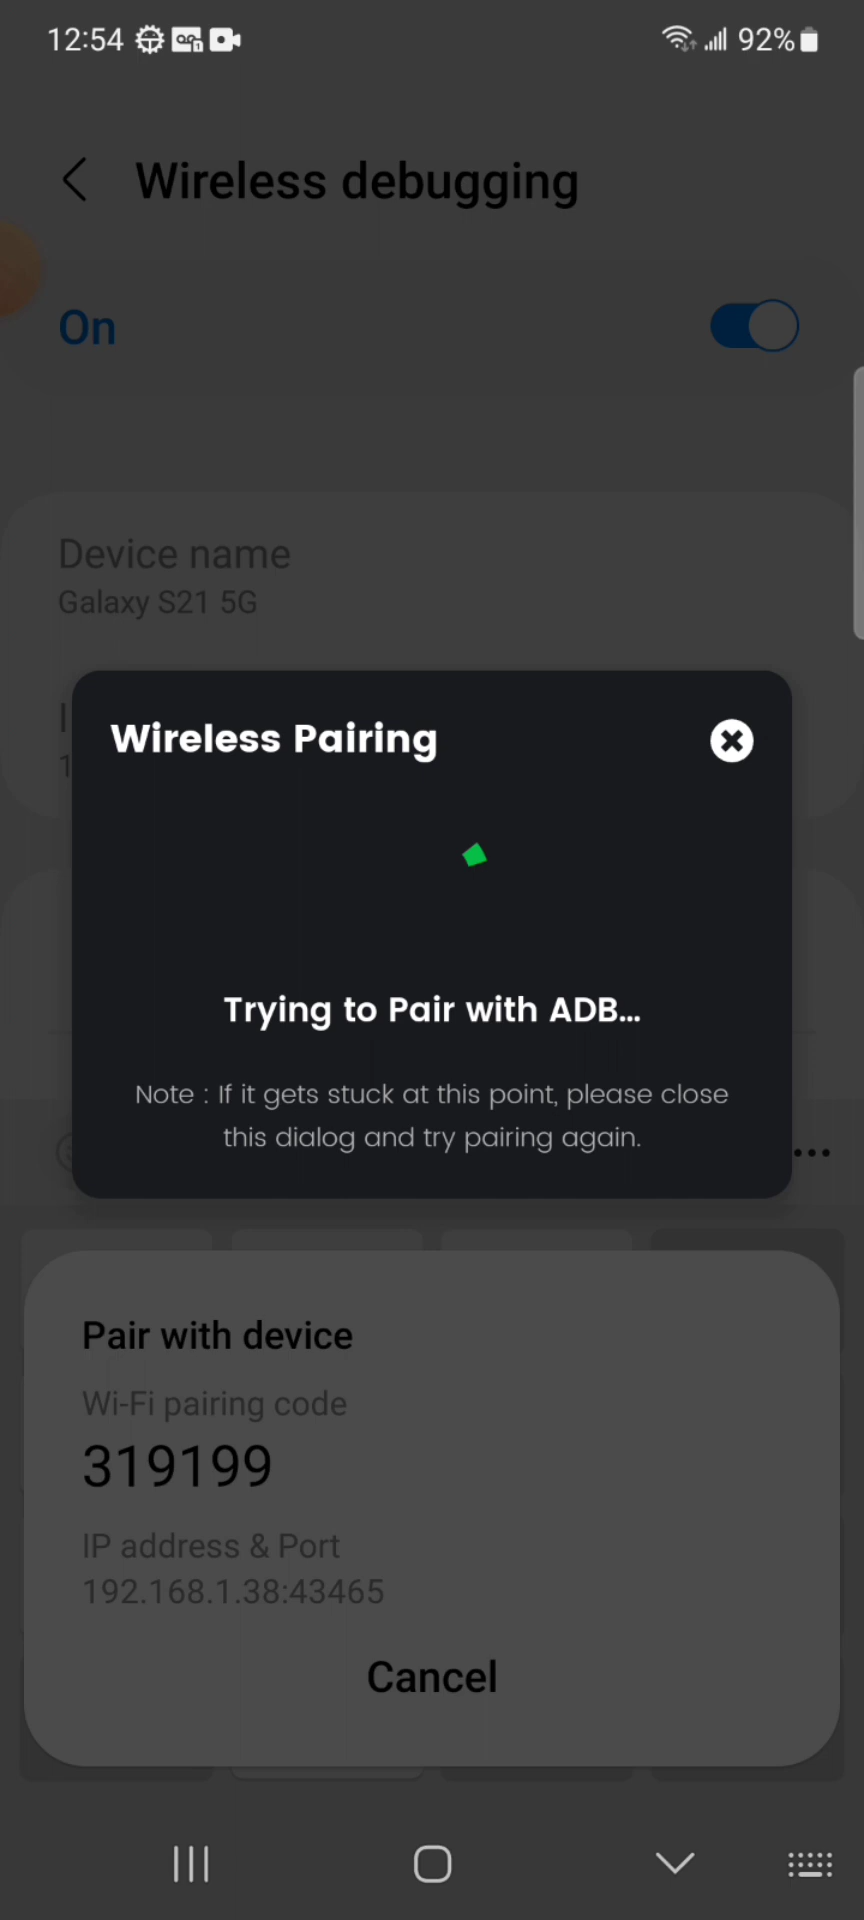 12:54
92%
Wireless debugging
On
Device name
Galaxy S21 5G
I
1
Wireless Pairing
Trying to Pair with ADB...
Note : If it gets stuck at this point, please close
this dialog and try pairing again.
Pair with device
Wi-Fi pairing code
319199
IP address & Port
192.168.1.38:43465
Cancel